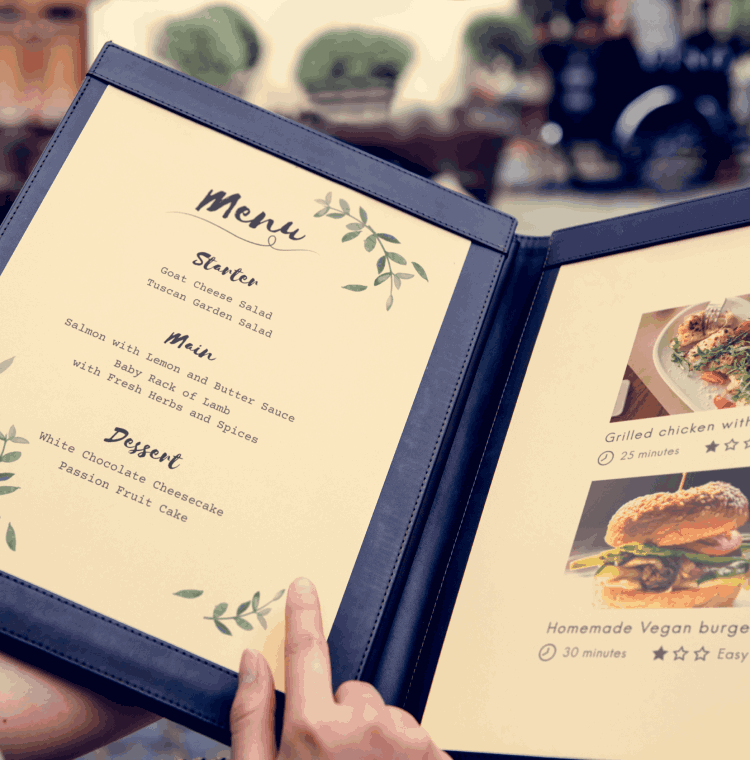 Menu
Starter
Goat Cheese Salad
Tuscan Garden Salad
Main
Salmon with Lemon and Butter Sauce
Baby Rack of Lamb
with Fresh Herbs and Spices
Dessert
White Chocolate Cheesecake
Passion Fruit Cake
Grilled chicken with
25 minutes
Homemade Vegan burge
30 minutes Easy